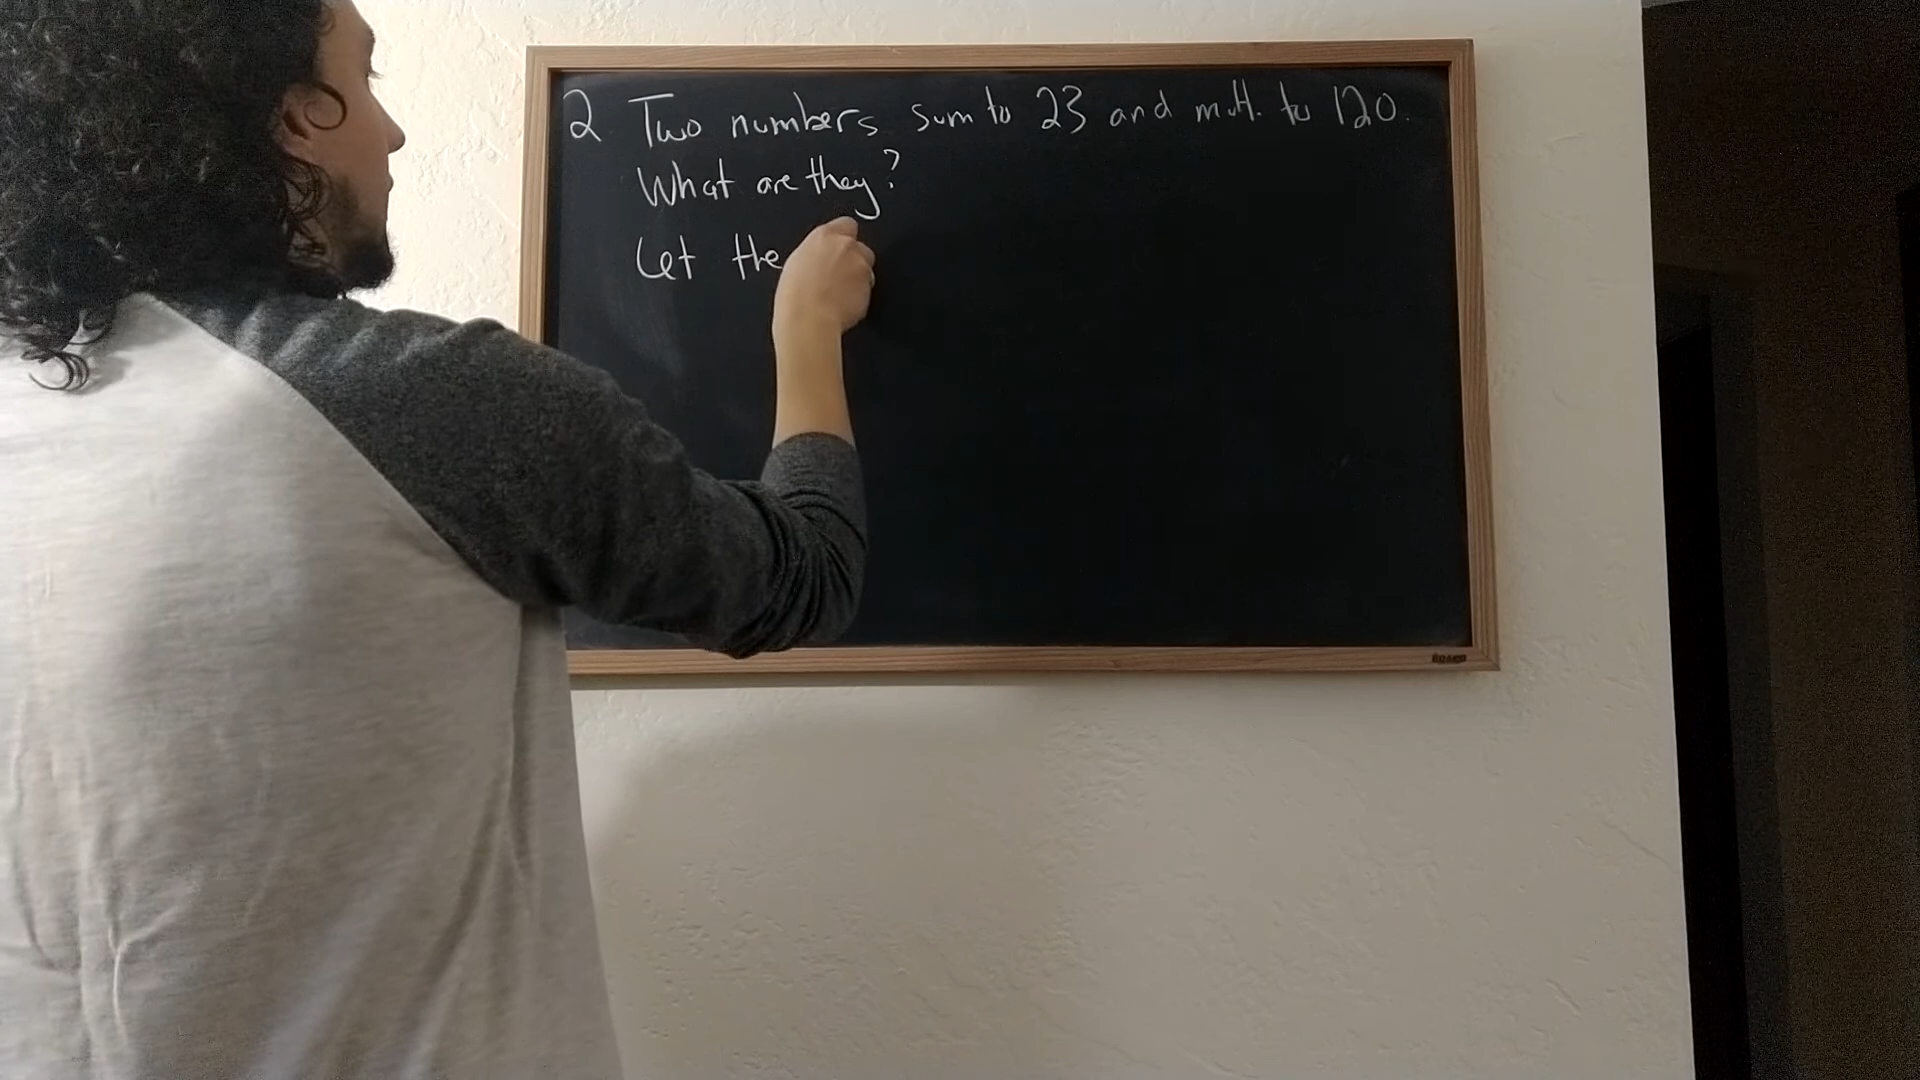 2 Two numbers sum to 23 and mult. to 120.
What are they?
Let the